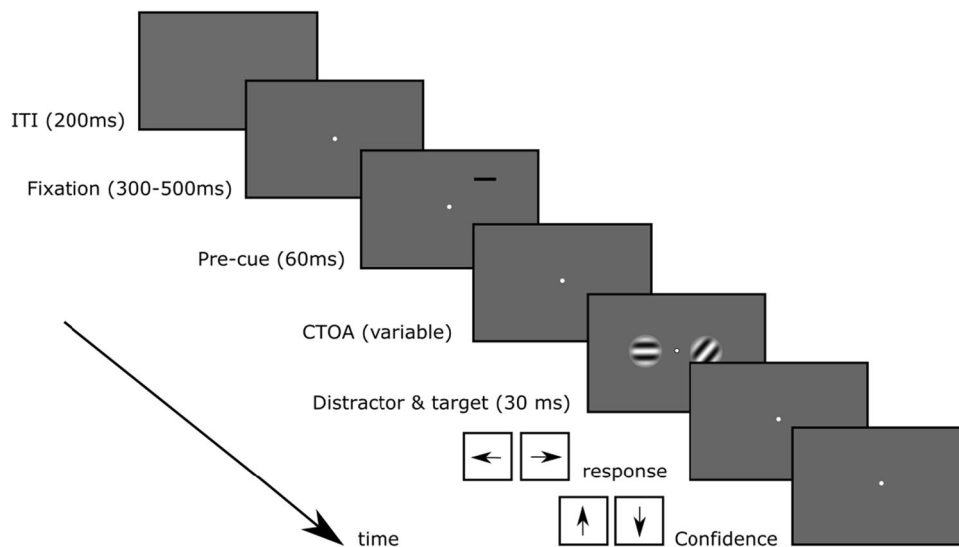 ITI (200ms)
Fixation (300-500ms)
Pre-cue (60ms)
CTOA (variable)
Distractor & target (30 ms)
response
Confidence
time